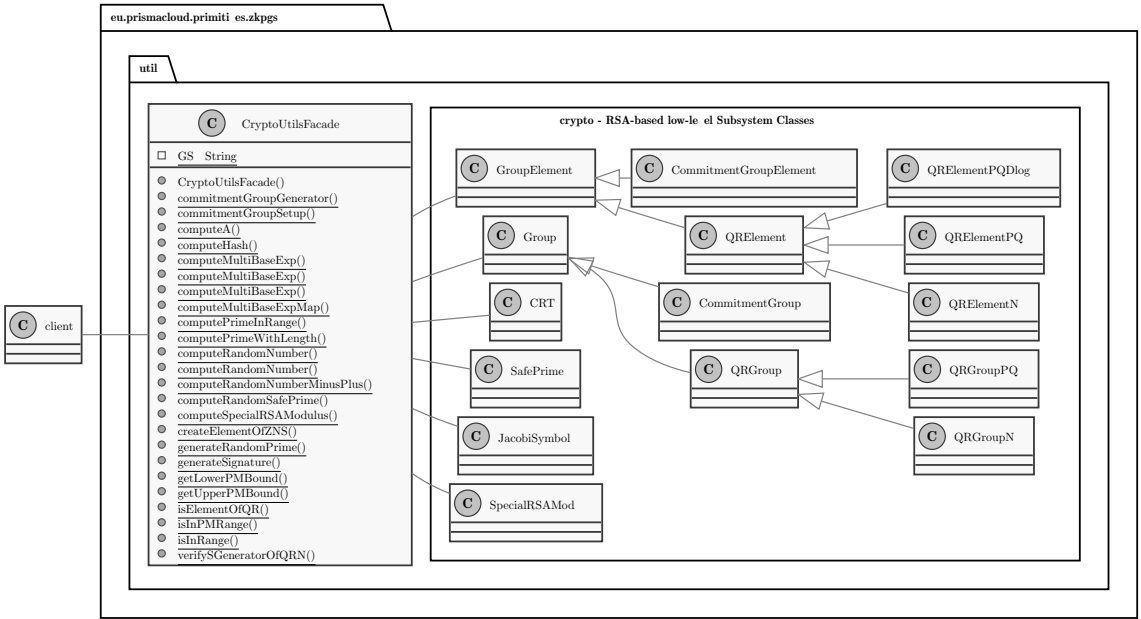 eu.prismacloud.primiti es.zkpgs
util
C CryptoUtilsFacade
GS String
CryptoUtilsFacade()
commitmentGroupGenerator()
commitmentGroupSetup()
computeA()
computeHash()
computeMultiBaseExp()
computeMultiBaseExp()
computeMultiBaseExp()
computeMultiBaseExpMap()
computePrimeInRange()
computePrimeWithLength()
computeRandomNumber()
computeRandomNumber()
computeRandomNumberMinusPlus()
computeRandomSafePrime()
computeSpecialRSAModulus()
createElementOfZNS()
generateRandomPrime()
generateSignature()
getLowerPMBound()
getUpperPMBound()
isElementOfQR()
isInPMRange()
isInRange()
verifySGeneratorOfQRN()
C client
crypto - RSA-based low-le el Subsystem Classes
C GroupElement
C CommitmentGroupElement
C QRElementPQDlog
C Group
C QRElement
C QRElementPQ
C CRT
C CommitmentGroup
C QRElementN
C SafePrime
C QRGroup
C QRGroupPQ
C JacobiSymbol
C QRGroupN
C SpecialRSAMod